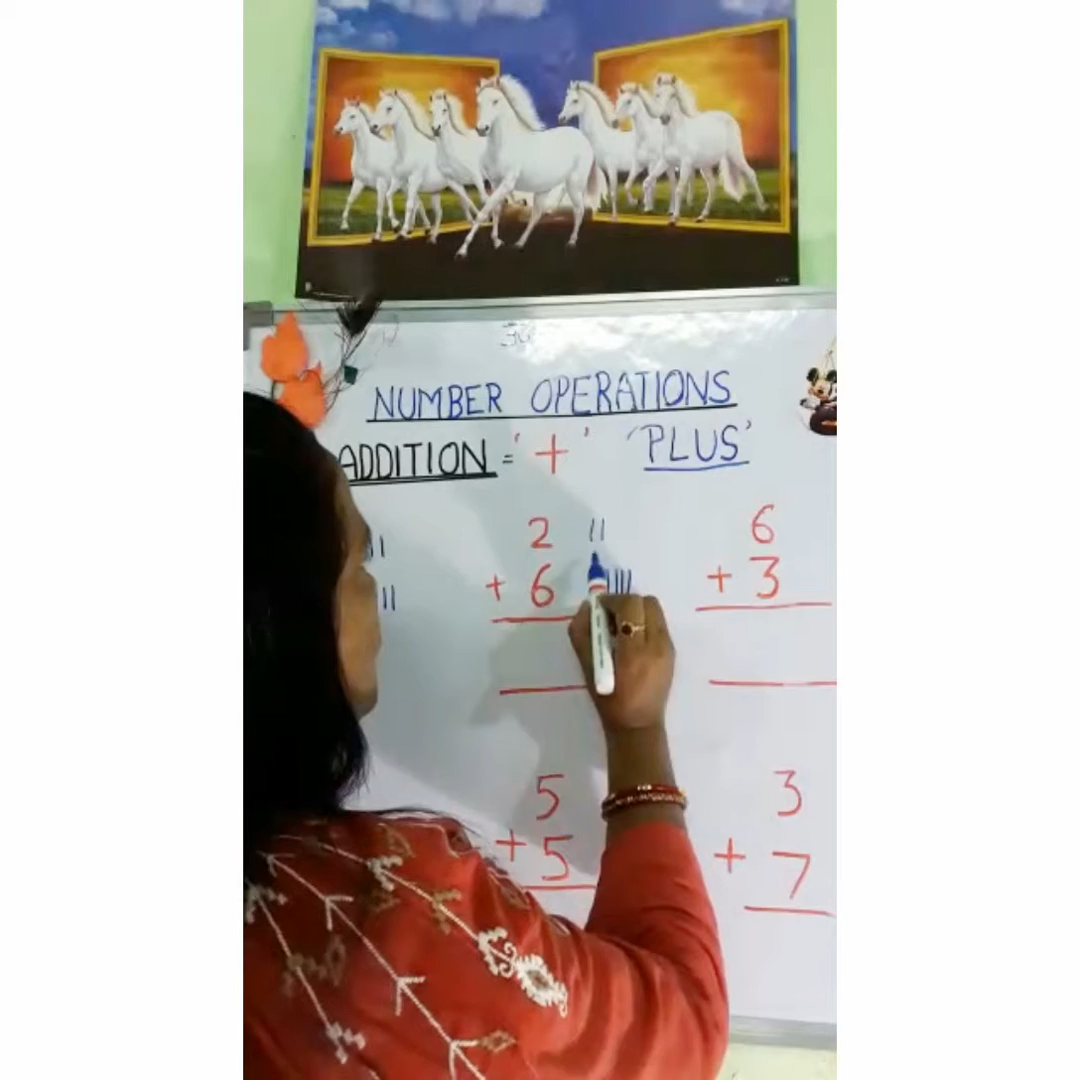 NUMBER OPERATIONS
ADDITION = '+' 'PLUS'
2 6
+ 6 + 3
5 3
+ 5 + 7